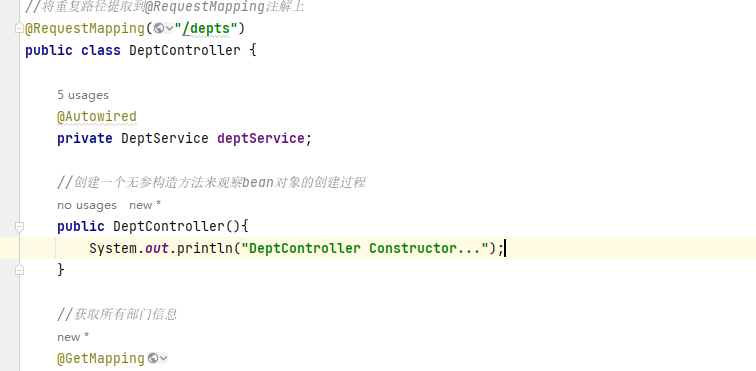 //将重复路径提取到@RequestMapping注解上
@RequestMapping("/depts")
public class DeptController {
5 usages
@Autowired
private DeptService deptService;
//创建一个无参构造方法来观察bean对象的创建过程
no usages new *
public DeptController(){
System.out.println("DeptController Constructor...");
}
//获取所有部门信息
new *
@GetMapping